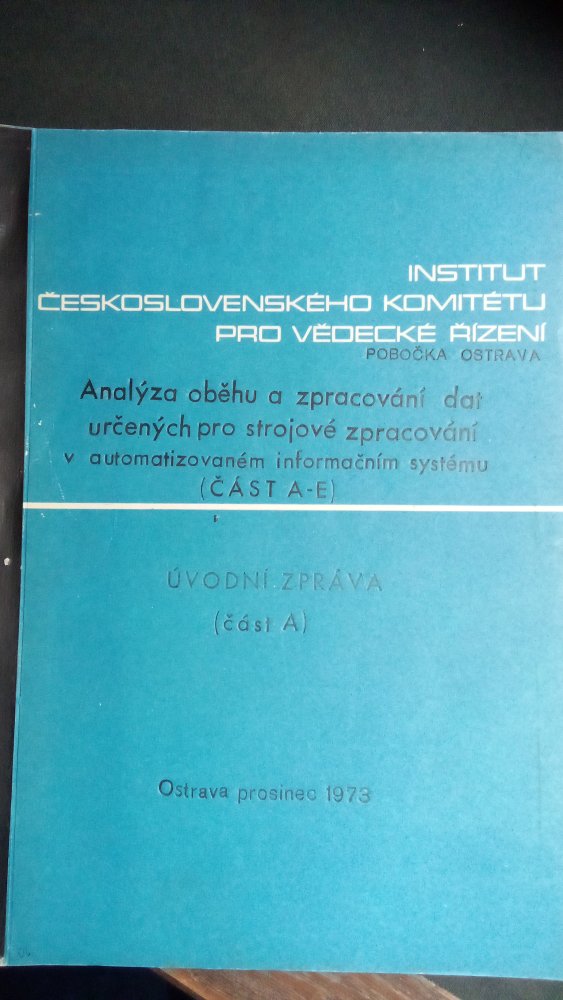 INSTITUT
ČESKOSLOVENSKÉHO KOMITÉTU
PRO VĚDECKÉ ŘÍZENÍ
POBOČKA OSTRAVA
Analýza oběhu a zpracování dat
určených pro strojové zpracování
v automatizovaném informačním systému
(ČÁST A-E)
ÚVODNÍ ZPRÁVA
(část A)
Ostrava prosinec 1973